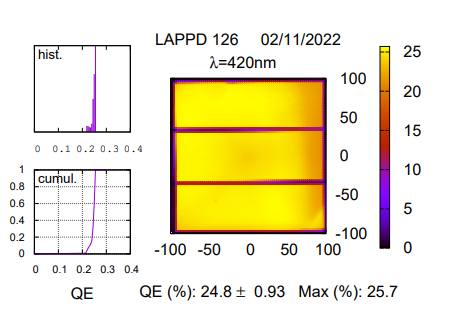 LAPPD 126 02/11/2022
λ=420nm
hist.
0 0.1 0.2 0.3 0.4
cumul.
1
0.8
0.6
0.4
0.2
0
0 0.1 0.2 0.3 0.4
QE
100
50
0
-50
-100
-100 -50 0 50 100
25
20
15
10
5
0
QE (%): 24.8 ± 0.93 Max (%): 25.7